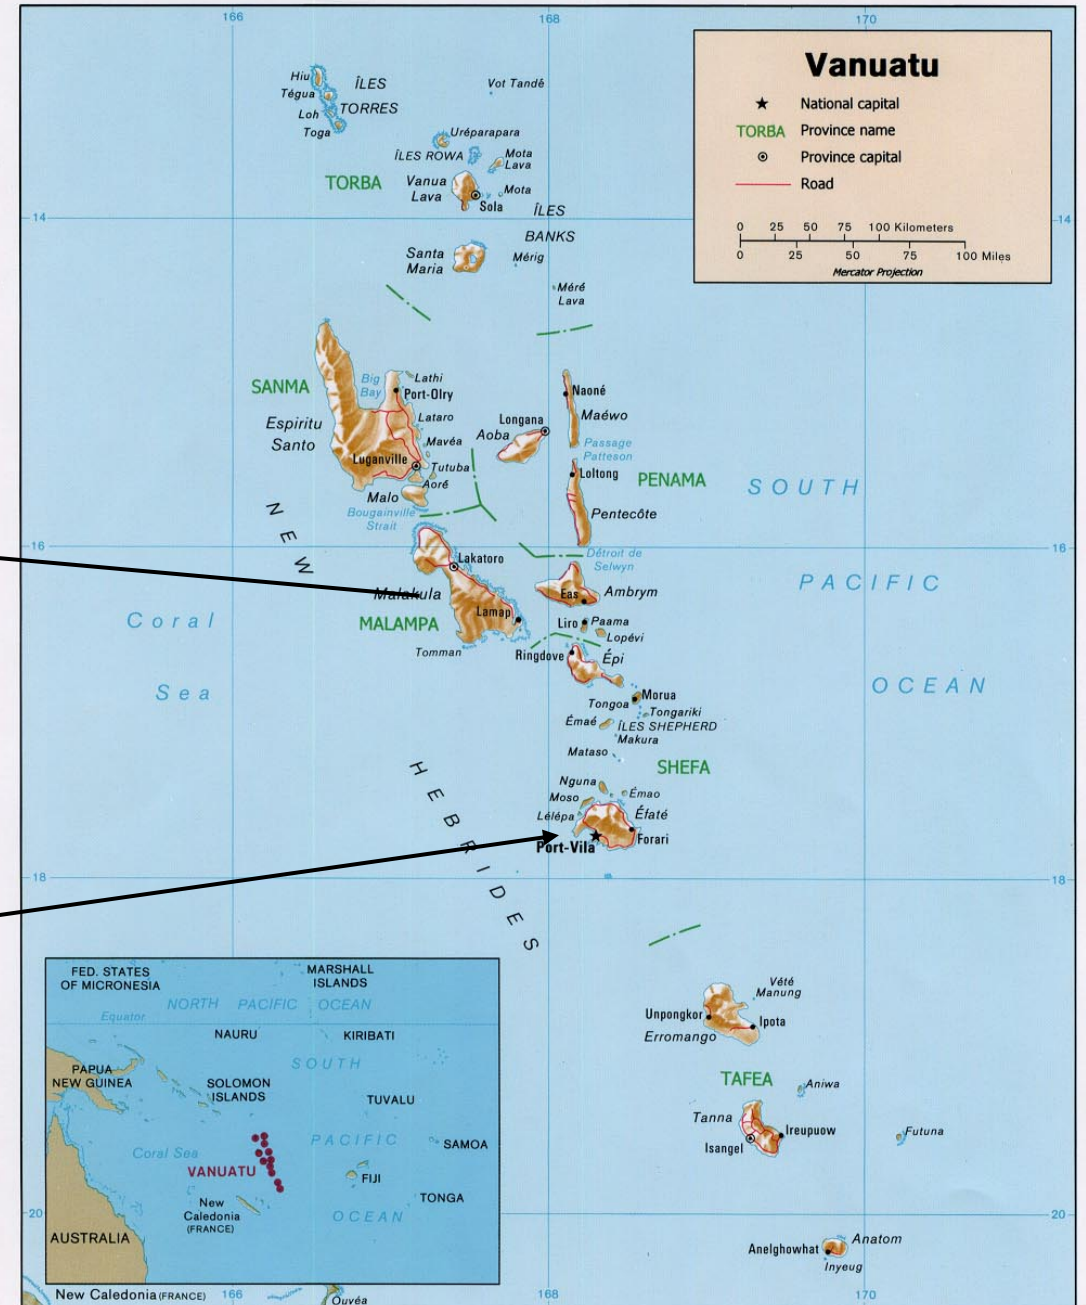 166
168
170
Vanuatu
National capital
TORBA Province name
Province capital
Road
0 25 50 75 100 Kilometers
0 25 50 75 100 Miles
Mercator Projection
Hiu
Tégua
Loh
Toga
ÎLES
TORRES
Vot Tandé
Uréparapara
ÎLES ROWA
Mota
Lava
TORBA
Vanua
Lava
Mota
Sola
14
14
ÎLES
BANKS
Santa
Maria
Mérig
Méré
Lava
SANMA
Big
Bay
Lathi
Port-Olry
Espiritu
Santo
Lataro
Mavéa
Luganville
Tutuba
Aoré
Malo
Bougainville
Strait
Longana
Aoba
Naoné
Maéwo
Passage
Patteson
Loltong
PENAMA
Pentecôte
SOUTH
PACIFIC
OCEAN
NEW
HEBRIDES
16
16
Détroit de
Selwyn
Lakatoro
Malakula
MALAMPA
Lamap
Tomman
Eas
Ambrym
Liro
Paama
Lopévi
Coral
Sea
Ringdove
Épi
Morua
Tongoa
Tongariki
Émaé
ÎLES SHEPHERD
Makura
Mataso
SHEFA
Nguna
Moso
Émao
Lélépa
Éfaté
Forari
Port-Vila
18
18
Vété
Manung
Unpongkor
Ipota
Erromango
TAFEA
Aniwa
Tanna
Ireupuow
Isangel
Futuna
20
20
Anelghowhat
Anatom
Inyeug
FED. STATES
OF MICRONESIA
MARSHALL
ISLANDS
NORTH PACIFIC OCEAN
Equator
NAURU
KIRIBATI
SOUTH
PAPUA
NEW GUINEA
SOLOMON
ISLANDS
TUVALU
PACIFIC
Coral Sea
SAMOA
VANUATU
FIJI
New
Caledonia
(FRANCE)
TONGA
OCEAN
AUSTRALIA
New Caledonia (FRANCE)
166
Ouvéa
168
170